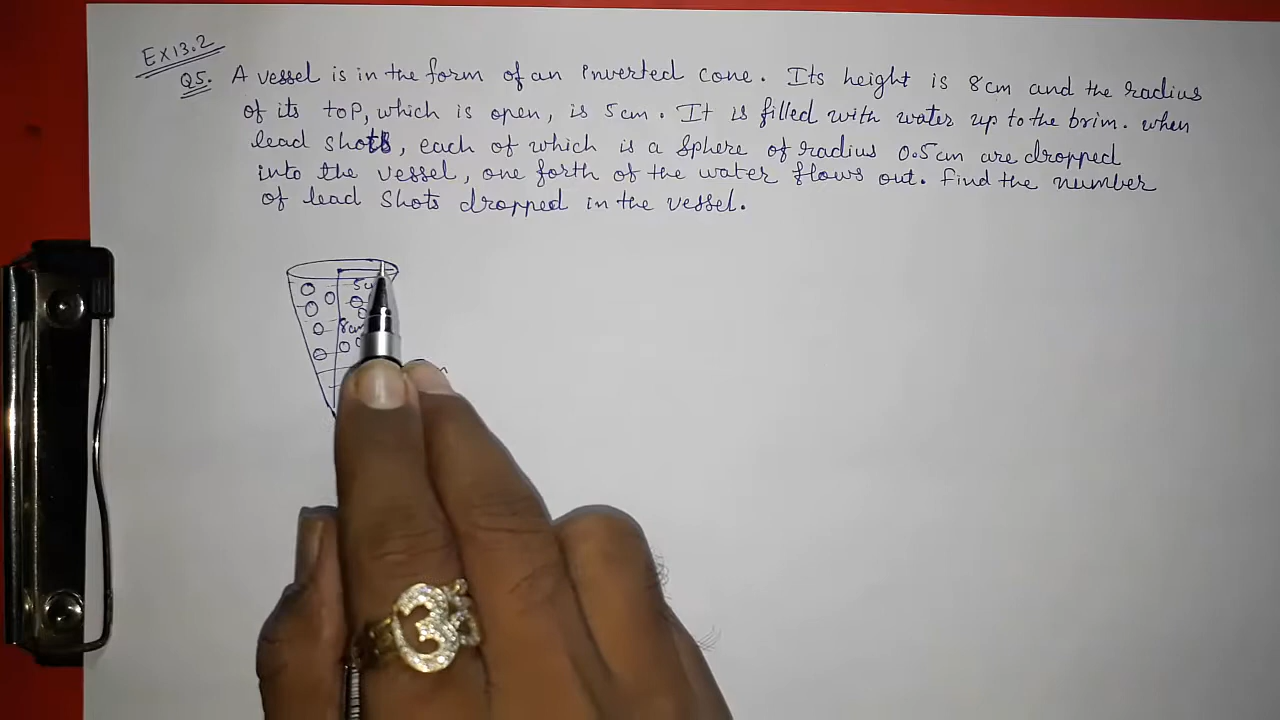 Ex13.2
Q5. A vessel is in the form of an inverted cone. Its height is 8cm and the radius
of its top, which is open, is 5cm. It is filled with water up to the brim. when
lead shots, each of which is a sphere of radius 0.5cm are dropped
into the vessel, one forth of the water flows out. Find the number
of lead shots dropped in the vessel.
8cm